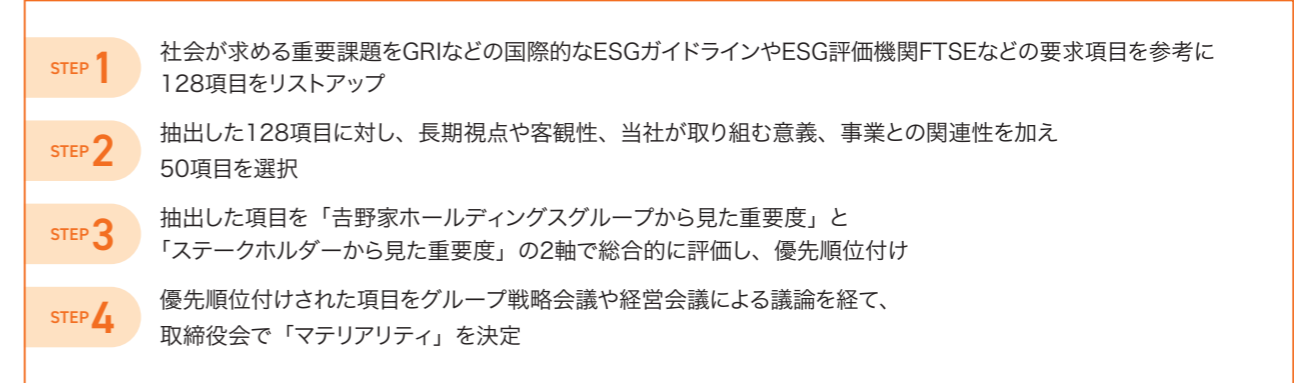 STEP 1
社会が求める重要課題をGRIなどの国際的なESGガイドラインやESG評価機関FTSEなどの要求項目を参考に
128項目をリストアップ
STEP 2
抽出した128項目に対し、長期視点や客観性、当社が取り組む意義、事業との関連性を加え
50項目を選択
STEP 3
抽出した項目を「𠮷野家ホールディングスグループから見た重要度」と
「ステークホルダーから見た重要度」の2軸で総合的に評価し、優先順位付け
STEP 4
優先順位付けされた項目をグループ戦略会議や経営会議による議論を経て、
取締役会で「マテリアリティ」を決定